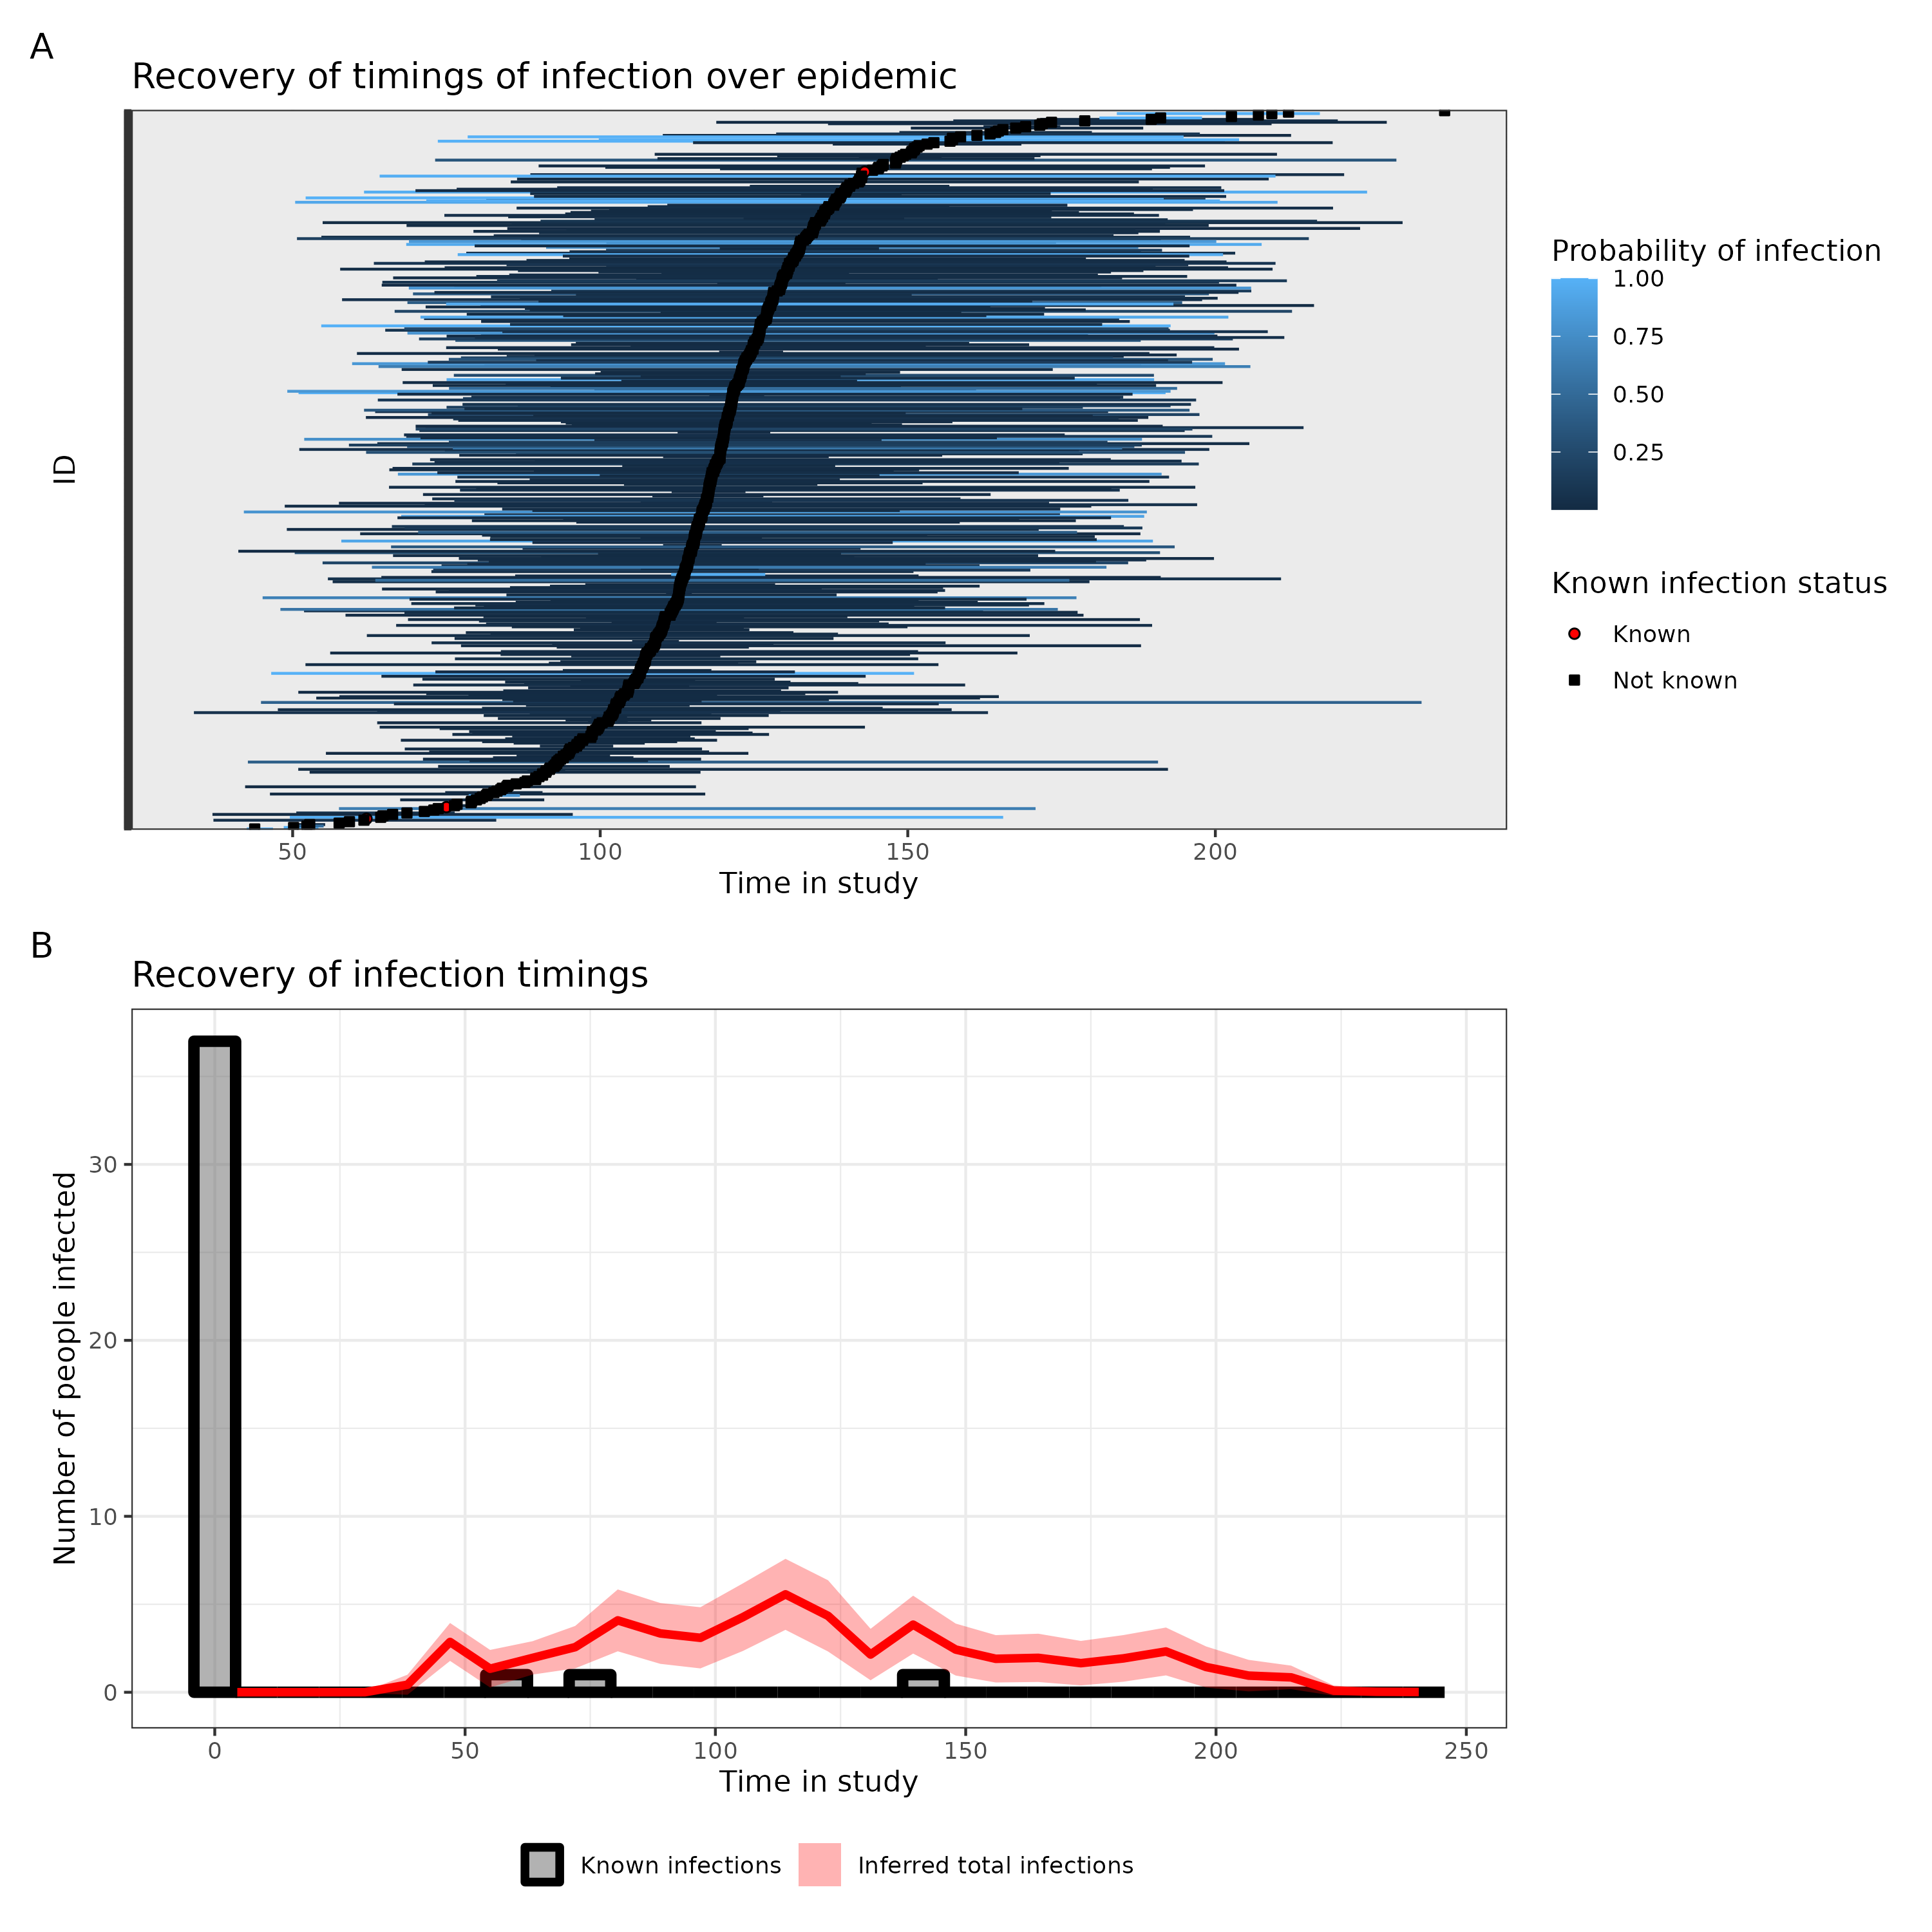 A
Recovery of timings of infection over epidemic
ID
50 100 150 200
Time in study
Probability of infection
1.00
0.75
0.50
0.25
Known infection status
Known
Not known
B
Recovery of infection timings
Number of people infected
30
20
10
0
0 50 100 150 200 250
Time in study
Known infections Inferred total infections